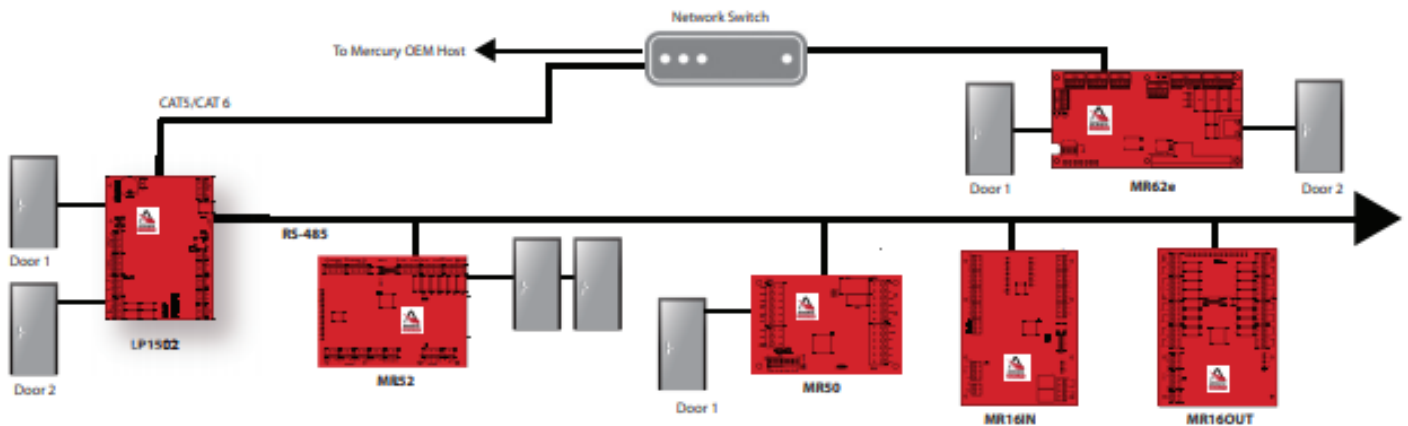 Network Switch
To Mercury OEM Host
CAT5/CAT 6
Door 1
MR62e
Door 2
RS-485
Door 1
LP1502
MR52
Door 2
Door 1
MR50
MR16IN
MR16OUT